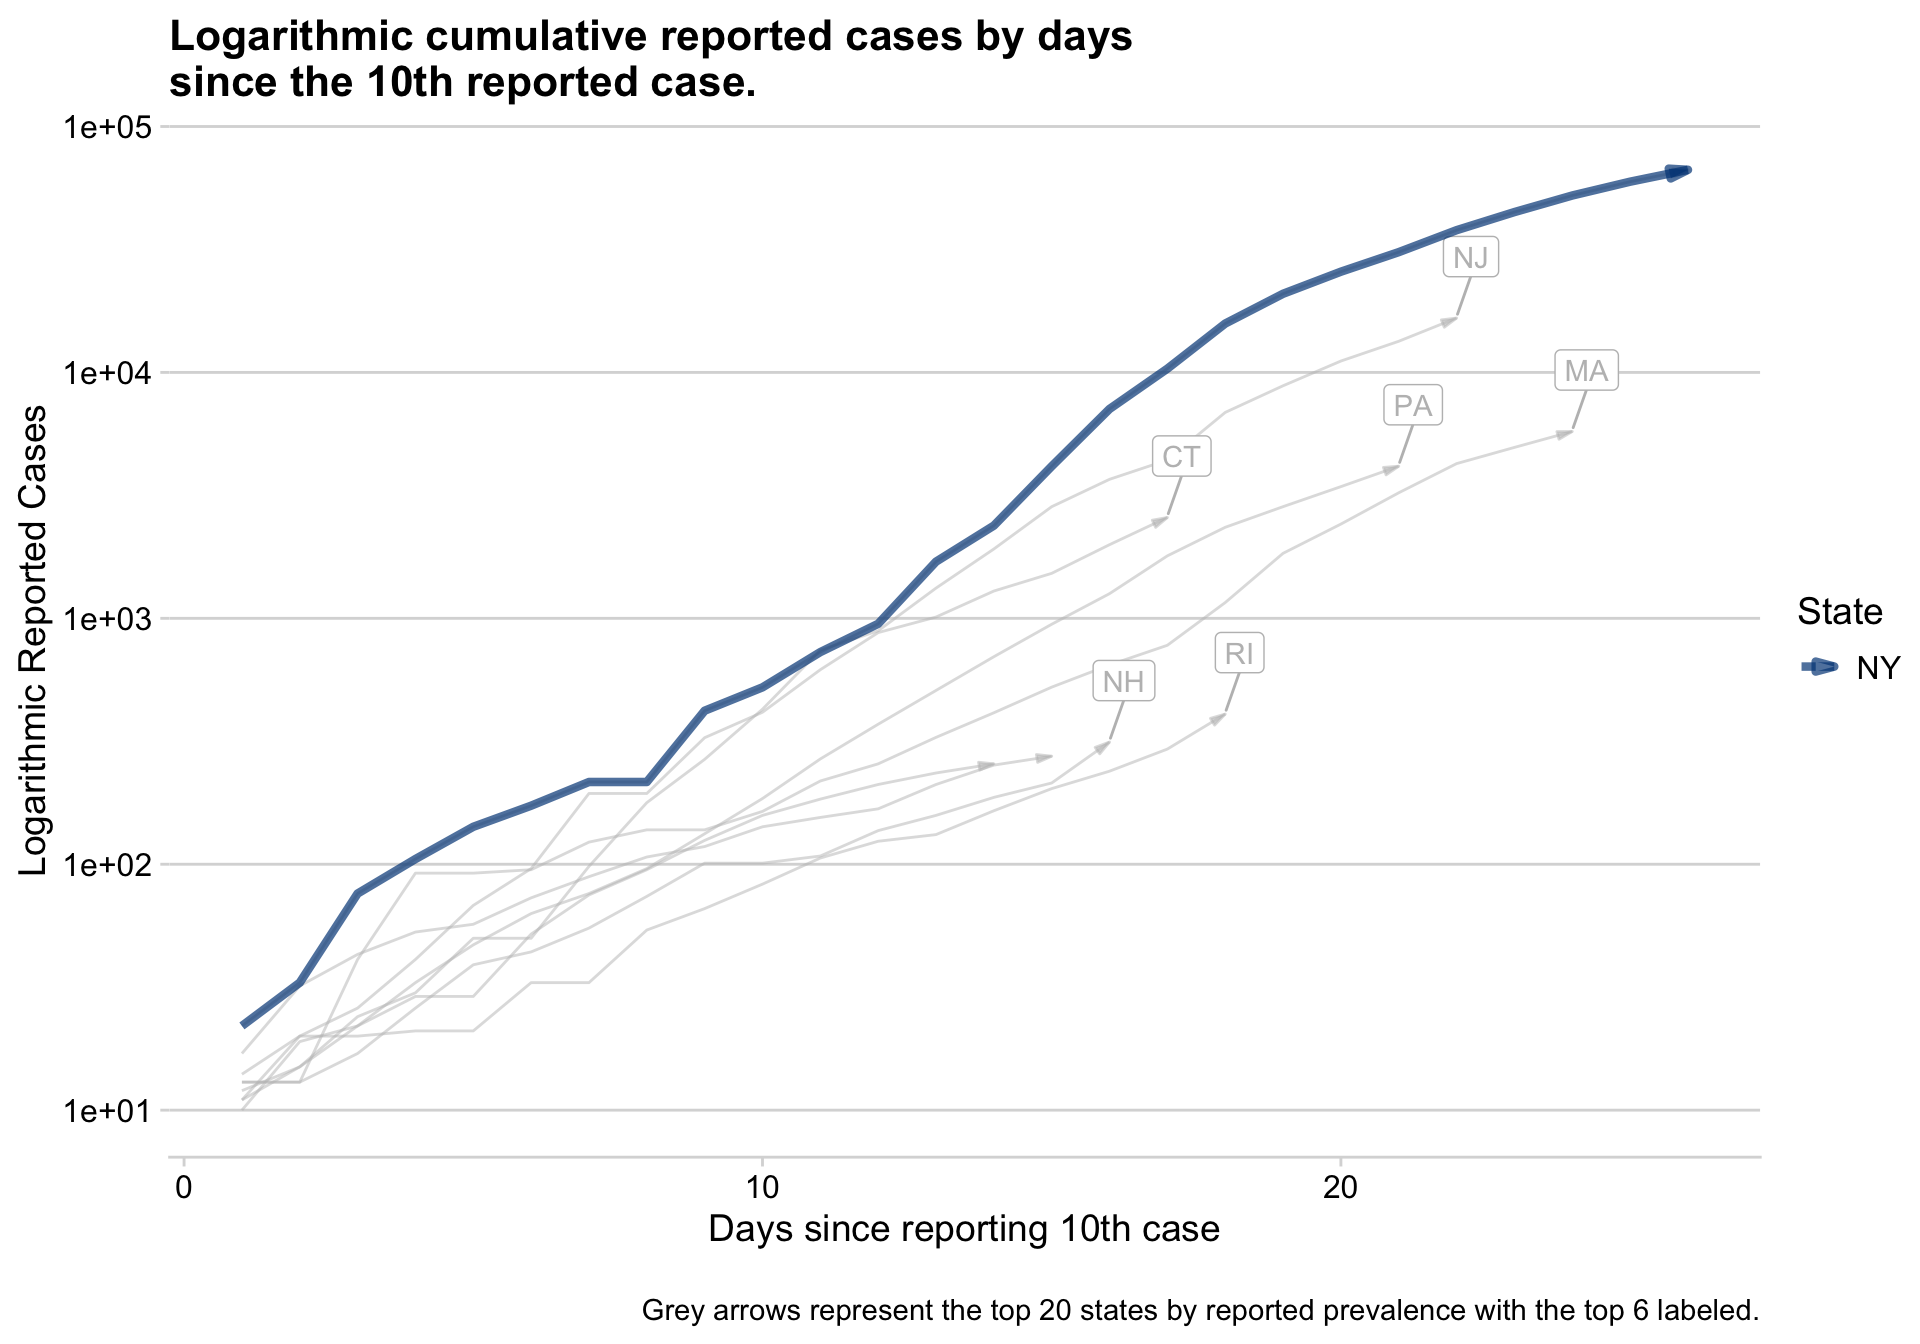 Logarithmic cumulative reported cases by days
since the 10th reported case.
1e+05
1e+04
1e+03
1e+02
1e+01
Logarithmic Reported Cases
NJ
MA
PA
CT
RI
NH
State
NY
0
10
20
Days since reporting 10th case
Grey arrows represent the top 20 states by reported prevalence with the top 6 labeled.